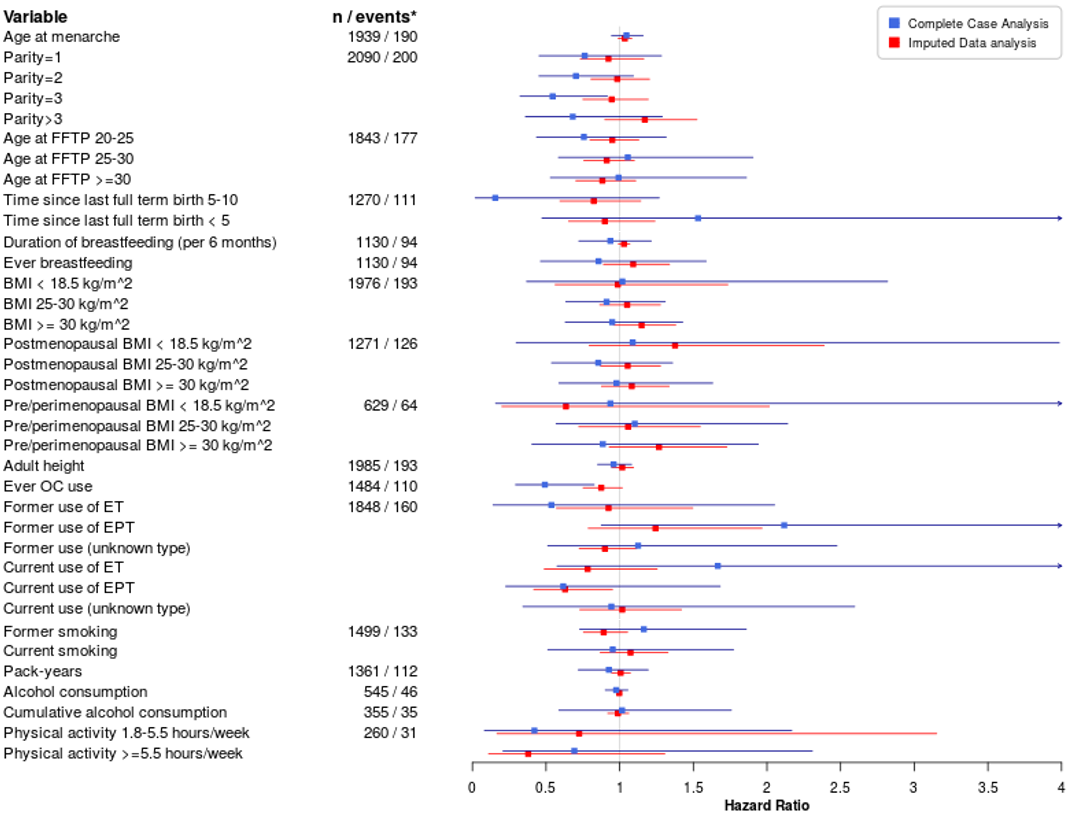 Variable n / events*
Complete Case Analysis
Imputed Data analysis
Age at menarche 1939 / 190
Parity=1 2090 / 200
Parity=2
Parity=3
Parity>3
Age at FFTP 20-25 1843 / 177
Age at FFTP 25-30
Age at FFTP >=30
Time since last full term birth 5-10 1270 / 111
Time since last full term birth < 5
Duration of breastfeeding (per 6 months) 1130 / 94
Ever breastfeeding 1130 / 94
BMI < 18.5 kg/m^2 1976 / 193
BMI 25-30 kg/m^2
BMI >= 30 kg/m^2
Postmenopausal BMI < 18.5 kg/m^2 1271 / 126
Postmenopausal BMI 25-30 kg/m^2
Postmenopausal BMI >= 30 kg/m^2
Pre/perimenopausal BMI < 18.5 kg/m^2 629 / 64
Pre/perimenopausal BMI 25-30 kg/m^2
Pre/perimenopausal BMI >= 30 kg/m^2
Adult height 1985 / 193
Ever OC use 1484 / 110
Former use of ET 1848 / 160
Former use of EPT
Former use (unknown type)
Current use of ET
Current use of EPT
Current use (unknown type)
Former smoking 1499 / 133
Current smoking
Pack-years 1361 / 112
Alcohol consumption 545 / 46
Cumulative alcohol consumption 355 / 35
Physical activity 1.8-5.5 hours/week 260 / 31
Physical activity >=5.5 hours/week
0 0.5 1 1.5 2 2.5 3 3.5 4
Hazard Ratio